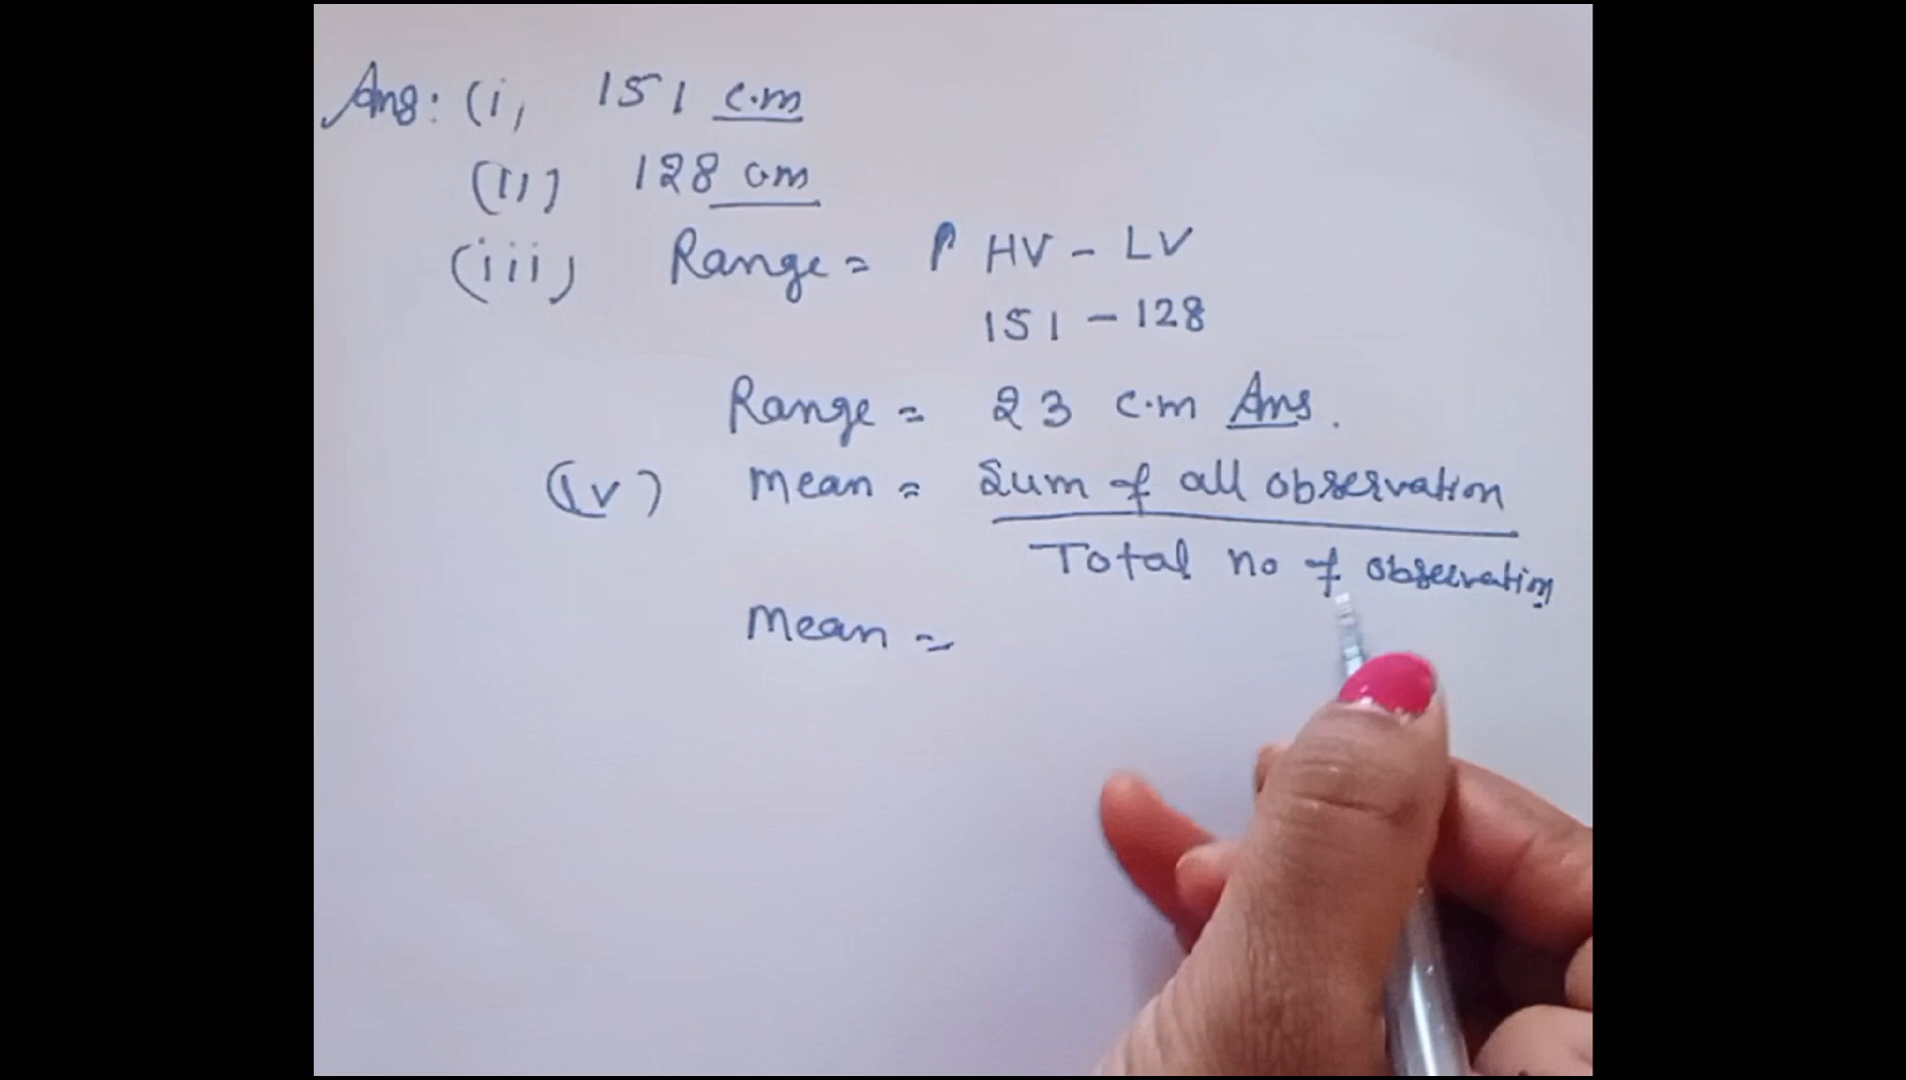 Ans: (i) 151 c.m
(ii) 128 cm
(iii) Range = HV - LV
151 - 128
Range = 23 c.m Ans.
(iv) Mean = Sum of all observation
Total no of observation
Mean =